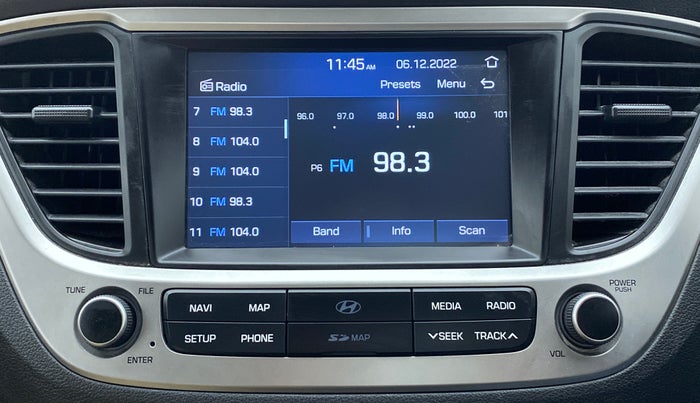 11:45 AM 06.12.2022
Radio Presets Menu
7 FM 98.3
8 FM 104.0
9 FM 104.0
10 FM 98.3
11 FM 104.0
96.0 97.0 98.0 99.0 100.0 101
P6 FM 98.3
Band Info Scan
TUNE FILE
ENTER
NAVI MAP
SETUP PHONE
SD MAP
MEDIA RADIO
SEEK TRACK
POWER
PUSH
VOL